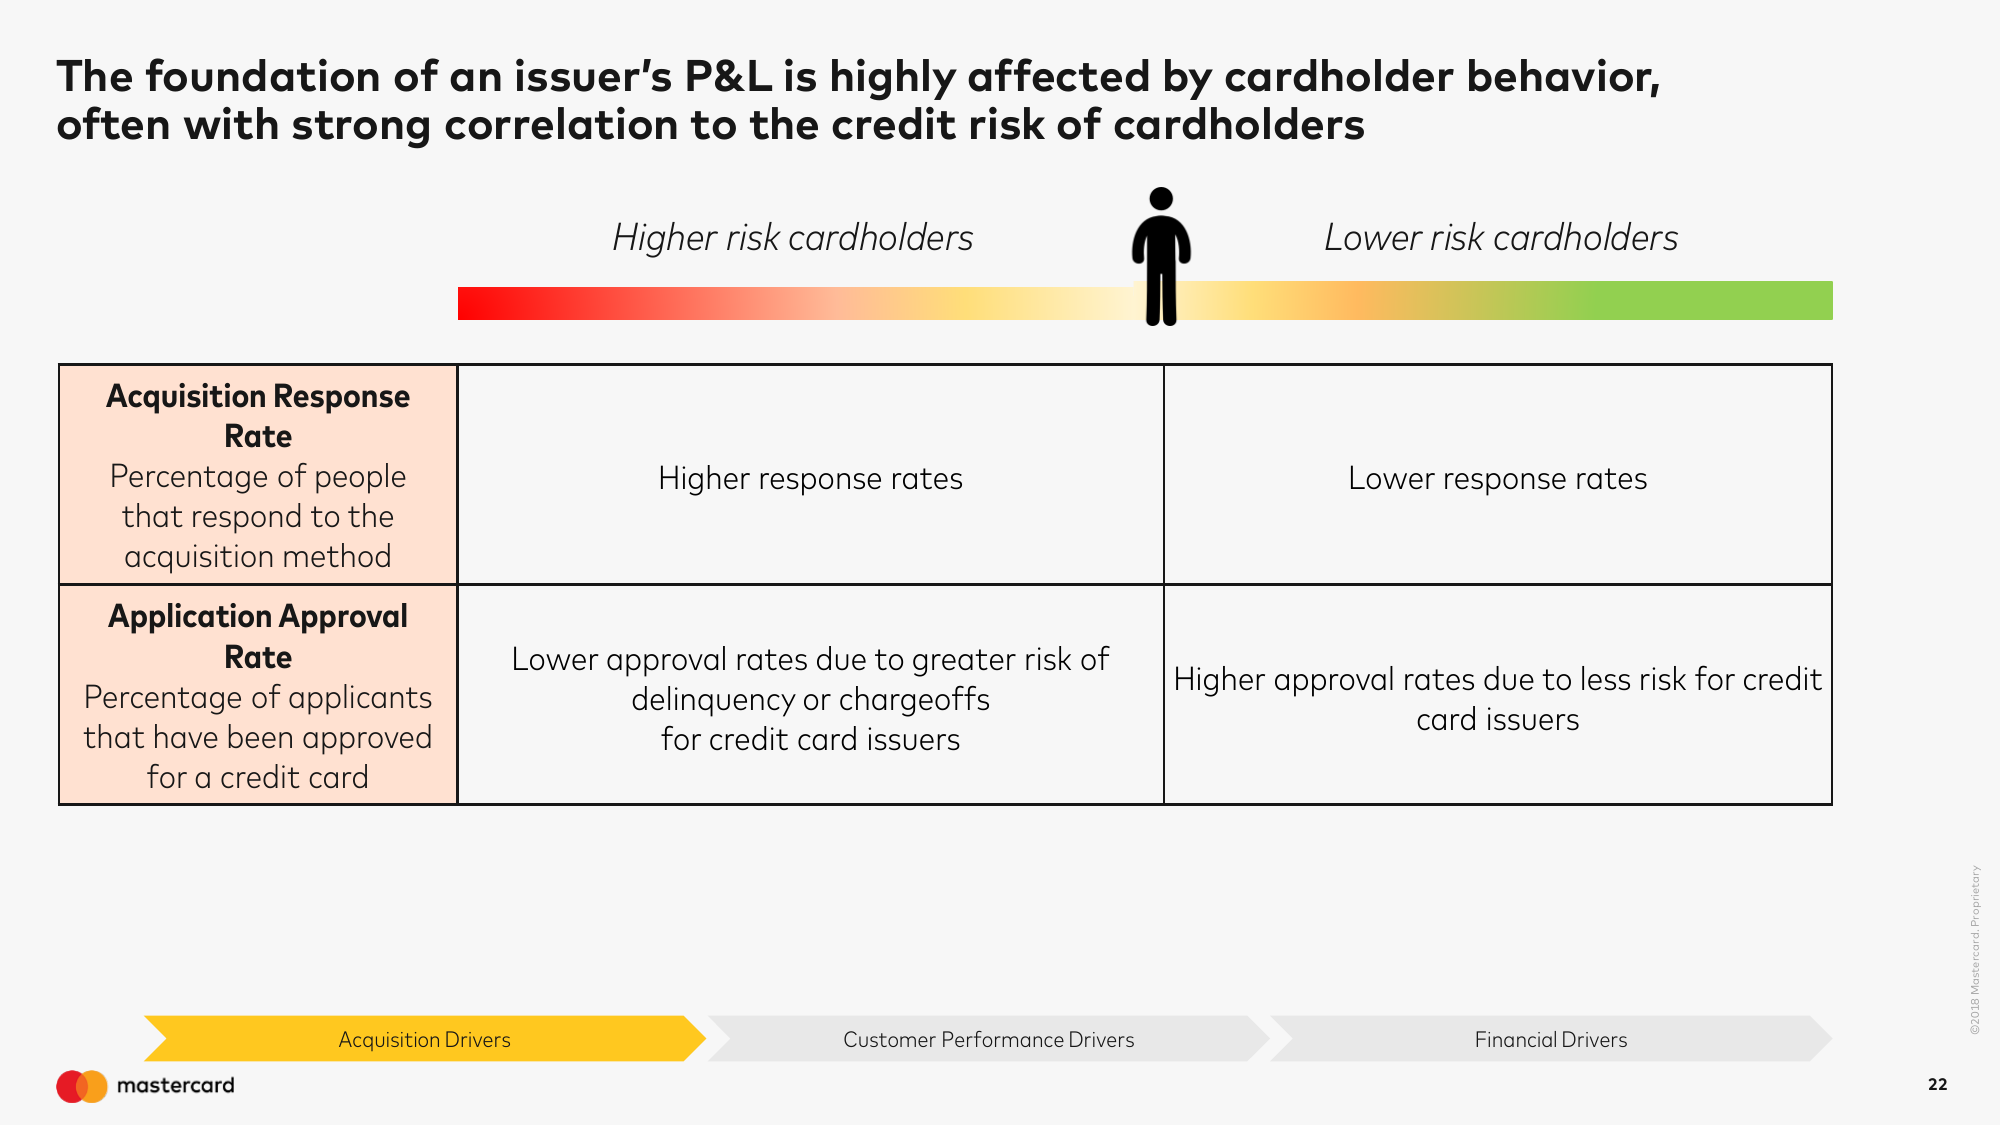 The foundation of an issuer's P&L is highly affected by cardholder behavior,
often with strong correlation to the credit risk of cardholders
Higher risk cardholders
Lower risk cardholders
Acquisition Response
Rate
Percentage of people
that respond to the
acquisition method
Higher response rates
Lower response rates
Application Approval
Rate
Percentage of applicants
that have been approved
for a credit card
Lower approval rates due to greater risk of
delinquency or chargeoffs
for credit card issuers
Higher approval rates due to less risk for credit
card issuers
©2018 Mastercard. Proprietary
Acquisition Drivers
Customer Performance Drivers
Financial Drivers
mastercard
22